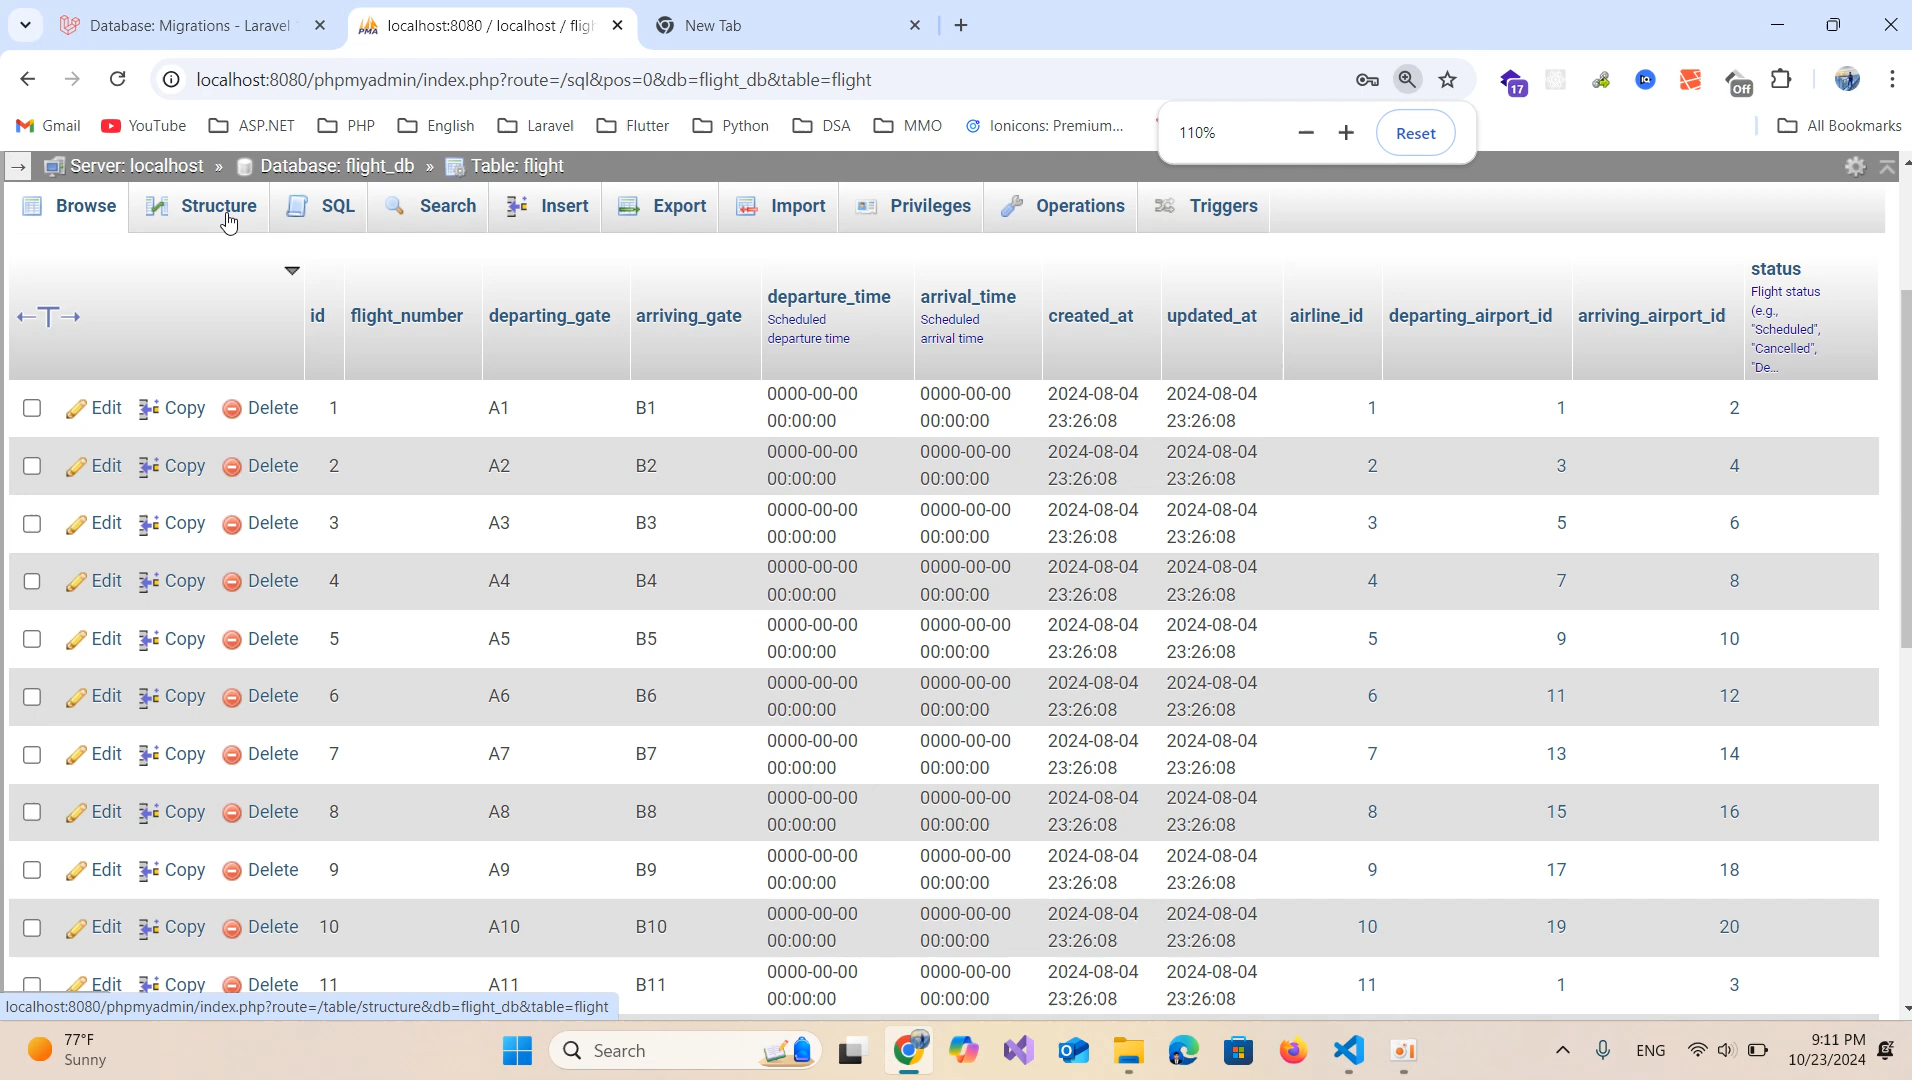 Database: Migrations - Laravel
localhost:8080 / localhost / fligh
New Tab
localhost:8080/phpmyadmin/index.php?route=/sql&pos=0&db=flight_db&table=flight
17
Off
Gmail YouTube ASP.NET PHP English Laravel Flutter Python DSA MMO Ionicons: Premium... All Bookmarks
110% Reset
Server: localhost » Database: flight_db » Table: flight
Browse Structure SQL Search Insert Export Import Privileges Operations Triggers
id flight_number departing_gate arriving_gate departure_time arrival_time created_at updated_at airline_id departing_airport_id arriving_airport_id status
Scheduled departure time
Scheduled arrival time
Flight status
(e.g.,
"Scheduled",
"Cancelled",
"De...
Edit Copy Delete 1 A1 B1 0000-00-00 00:00:00 0000-00-00 00:00:00 2024-08-04 23:26:08 2024-08-04 23:26:08 1 1 2
Edit Copy Delete 2 A2 B2 0000-00-00 00:00:00 0000-00-00 00:00:00 2024-08-04 23:26:08 2024-08-04 23:26:08 2 3 4
Edit Copy Delete 3 A3 B3 0000-00-00 00:00:00 0000-00-00 00:00:00 2024-08-04 23:26:08 2024-08-04 23:26:08 3 5 6
Edit Copy Delete 4 A4 B4 0000-00-00 00:00:00 0000-00-00 00:00:00 2024-08-04 23:26:08 2024-08-04 23:26:08 4 7 8
Edit Copy Delete 5 A5 B5 0000-00-00 00:00:00 0000-00-00 00:00:00 2024-08-04 23:26:08 2024-08-04 23:26:08 5 9 10
Edit Copy Delete 6 A6 B6 0000-00-00 00:00:00 0000-00-00 00:00:00 2024-08-04 23:26:08 2024-08-04 23:26:08 6 11 12
Edit Copy Delete 7 A7 B7 0000-00-00 00:00:00 0000-00-00 00:00:00 2024-08-04 23:26:08 2024-08-04 23:26:08 7 13 14
Edit Copy Delete 8 A8 B8 0000-00-00 00:00:00 0000-00-00 00:00:00 2024-08-04 23:26:08 2024-08-04 23:26:08 8 15 16
Edit Copy Delete 9 A9 B9 0000-00-00 00:00:00 0000-00-00 00:00:00 2024-08-04 23:26:08 2024-08-04 23:26:08 9 17 18
Edit Copy Delete 10 A10 B10 0000-00-00 00:00:00 0000-00-00 00:00:00 2024-08-04 23:26:08 2024-08-04 23:26:08 10 19 20
Edit Copy Delete 11 A11 B11 0000-00-00 00:00:00 0000-00-00 00:00:00 2024-08-04 23:26:08 2024-08-04 23:26:08 11 1 3
localhost:8080/phpmyadmin/index.php?route=/table/structure&db=flight_db&table=flight
77°F
Sunny
Search
ENG
9:11 PM
10/23/2024